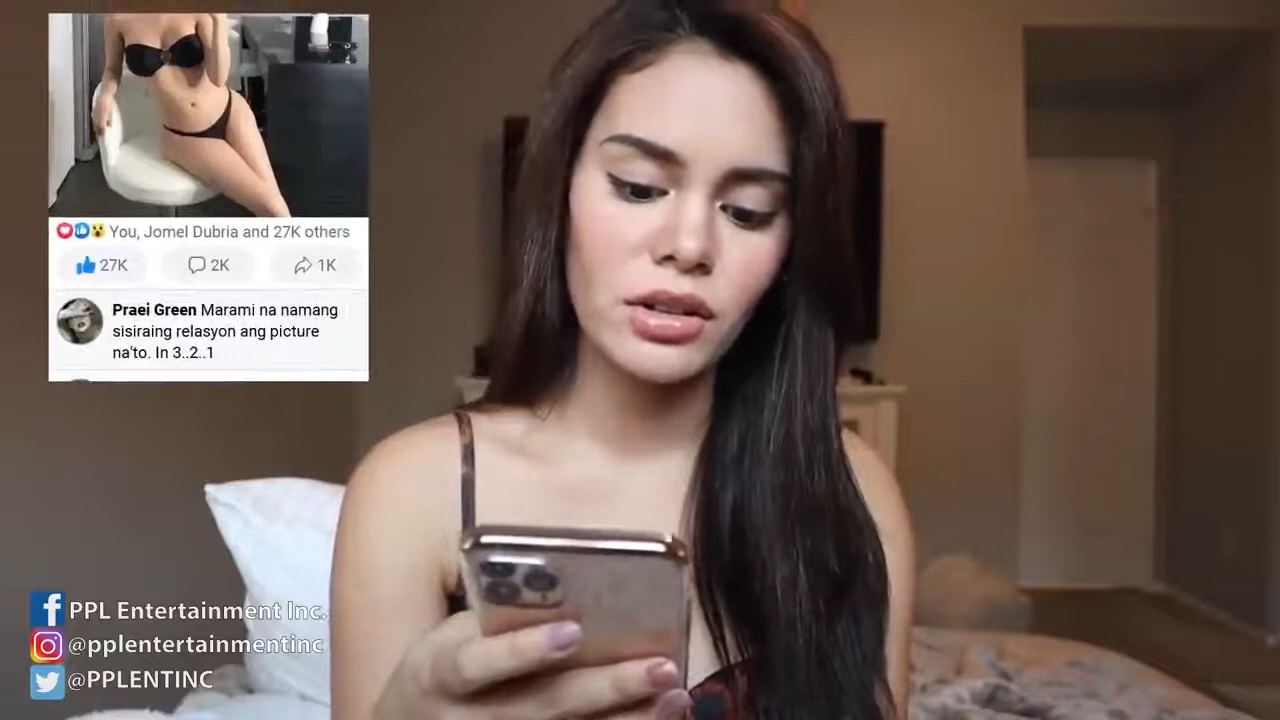 You, Jomel Dubria and 27K others
27K 2K 1K
Praei Green Marami na namang
sisiraing relasyon ang picture
na'to. In 3..2..1
PPL Entertainment Inc.
@pplentertainmentinc
@PPLENTINC